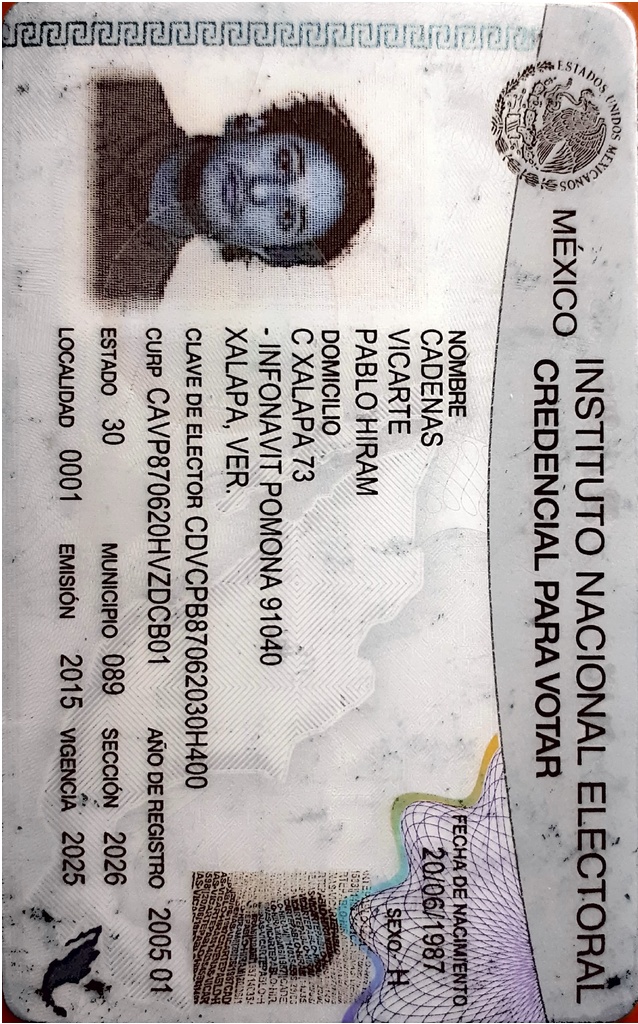 ESTADOS UNIDOS MEXICANOS
MÉXICO INSTITUTO NACIONAL ELECTORAL
CREDENCIAL PARA VOTAR
NOMBRE
CADENAS
VICARTE
PABLO HIRAM
FECHA DE NACIMIENTO
20/06/1987
SEXO H
DOMICILIO
C XALAPA 73
- INFONAVIT POMONA 91040
XALAPA, VER.
CLAVE DE ELECTOR CDVCPB87062030H400
CURP CAVP870620HVZDCB01 AÑO DE REGISTRO 2005 01
ESTADO 30 MUNICIPIO 089 SECCIÓN 2026
LOCALIDAD 0001 EMISIÓN 2015 VIGENCIA 2025